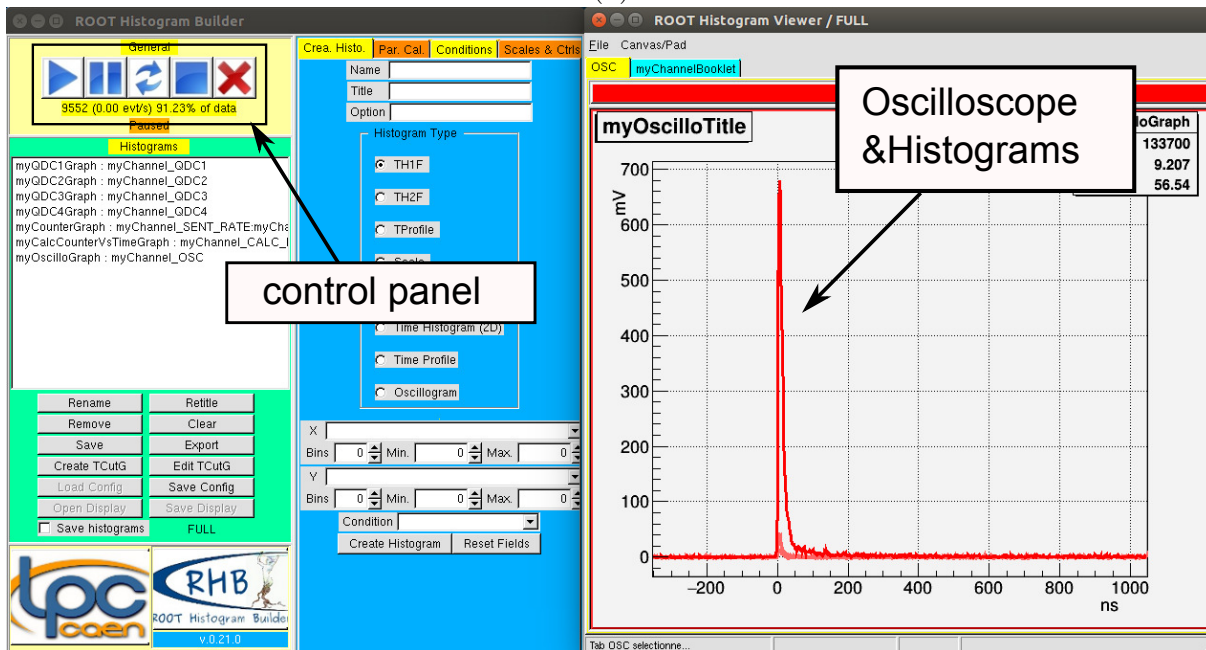 ROOT Histogram Builder
General
9552 (0.00 evt/s) 91.23% of data
Paused
Histograms
myQDC1Graph : myChannel_QDC1
myQDC2Graph : myChannel_QDC2
myQDC3Graph : myChannel_QDC3
myQDC4Graph : myChannel_QDC4
myCounterGraph : myChannel_SENT_RATE:myCha
myCalcCounterVsTimeGraph : myChannel_CALC_
myOscilloGraph : myChannel_OSC
control panel
Rename Retitle
Remove Clear
Save Export
Create TCutG Edit TCutG
Load Config Save Config
Open Display Save Display
Save histograms FULL
lpc
caen
RHB
ROOT Histogram Builde
v.0.21.0
Crea. Histo. Par. Cal. Conditions Scales & Ctrls
Name
Title
Option
Histogram Type
TH1F
TH2F
TProfile
Time Histogram (2D)
Time Profile
Oscillogram
X
Bins 0 Min. 0 Max. 0
Y
Bins 0 Min. 0 Max. 0
Condition
Create Histogram Reset Fields
ROOT Histogram Viewer / FULL
File Canvas/Pad
OSC myChannelBooklet
Oscilloscope
&Histograms
myOscilloTitle
loGraph
133700
9.207
56.54
mV
700
600
500
400
300
200
100
0
−200 0 200 400 600 800 1000
ns
Tab OSC selectionne...